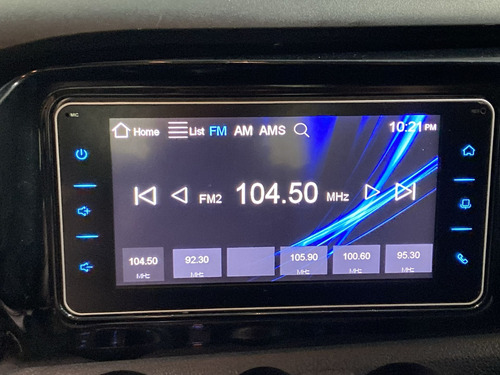 MIC
Home List FM AM AMS 10:21 PM
FM2 104.50 MHz
104.50 92.30 105.90 100.60 95.30
MHz MHz MHz MHz MHz